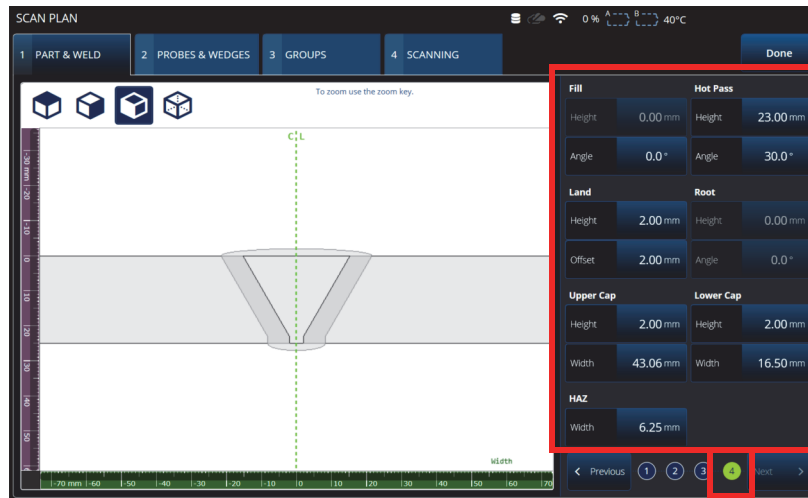 SCAN PLAN
0 % A B 40°C
1 PART & WELD
2 PROBES & WEDGES
3 GROUPS
4 SCANNING
Done
To zoom use the zoom key.
C L
|-30 mm |-20 |-10 |0 |10 |20 |30 |40 |50
Width
|-70 mm |-60 |-50 |-40 |-30 |-20 |-10 |0 |10 |20 |30 |40 |50 |60 |70
Fill
Height 0.00 mm
Angle 0.0 °
Hot Pass
Height 23.00 mm
Angle 30.0 °
Land
Height 2.00 mm
Offset 2.00 mm
Root
Height 0.00 mm
Angle 0.0 °
Upper Cap
Height 2.00 mm
Width 43.06 mm
Lower Cap
Height 2.00 mm
Width 16.50 mm
HAZ
Width 6.25 mm
< Previous 1 2 3 4 Next >